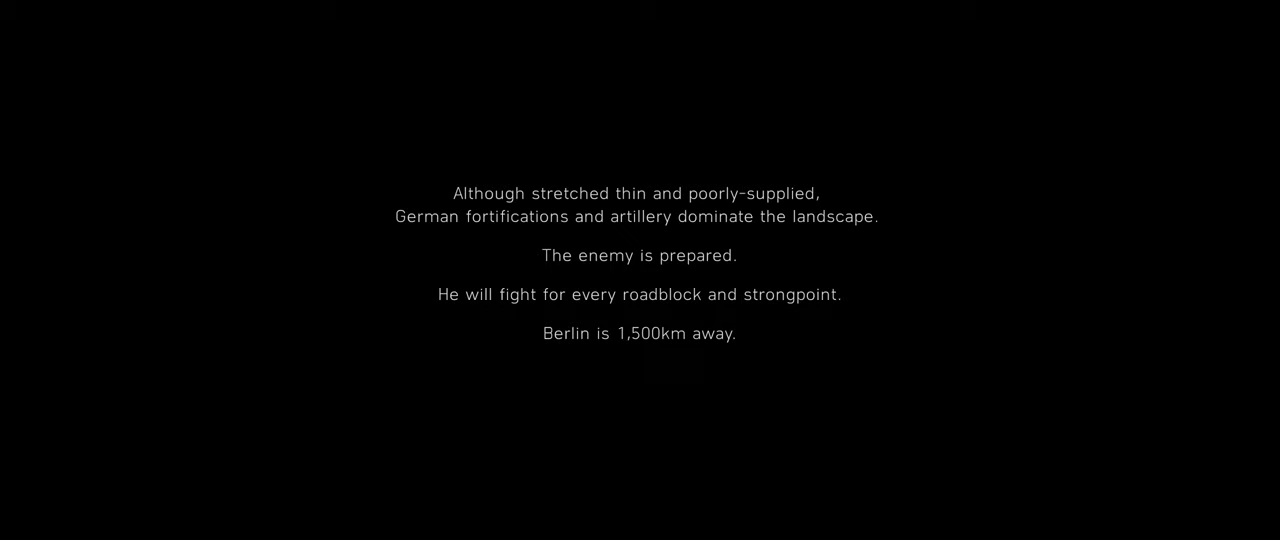 Although stretched thin and poorly-supplied,
German fortifications and artillery dominate the landscape.
The enemy is prepared.
He will fight for every roadblock and strongpoint.
Berlin is 1,500km away.